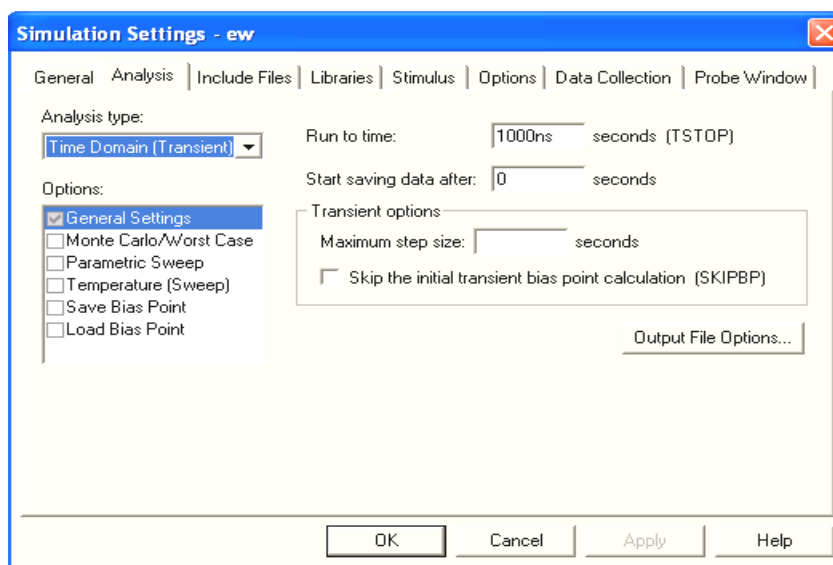 Simulation Settings - ew
General Analysis Include Files Libraries Stimulus Options Data Collection Probe Window
Analysis type:
Time Domain (Transient)
Options:
General Settings
Monte Carlo/Worst Case
Parametric Sweep
Temperature (Sweep)
Save Bias Point
Load Bias Point
Run to time: 1000ns seconds (TSTOP)
Start saving data after: 0 seconds
Transient options
Maximum step size: seconds
Skip the initial transient bias point calculation (SKIPBP)
Output File Options...
OK Cancel Apply Help